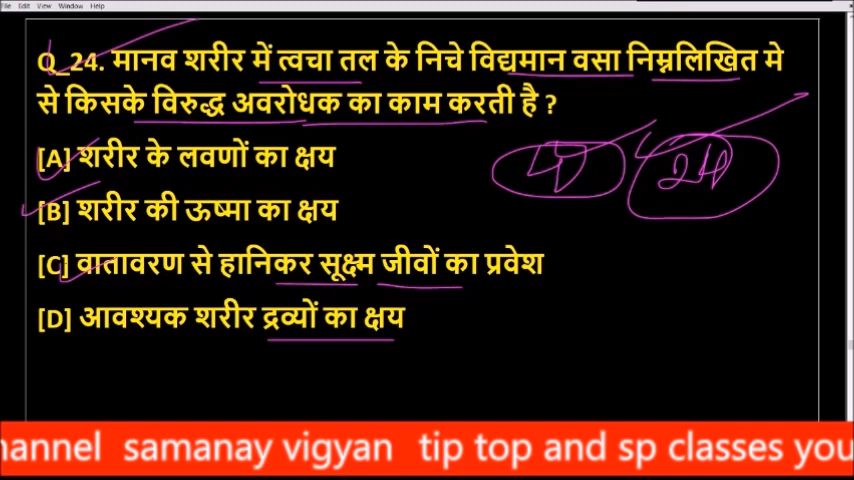 File Edit View Window Help
Q_24. मानव शरीर में त्वचा तल के निचे विद्यमान वसा निम्नलिखित मे
से किसके विरुद्ध अवरोधक का काम करती है ?
[A] शरीर के लवणों का क्षय
[B] शरीर की ऊष्मा का क्षय
[C] वातावरण से हानिकर सूक्ष्म जीवों का प्रवेश
[D] आवश्यक शरीर द्रव्यों का क्षय
24
hannel samanay vigyan tip top and sp classes you